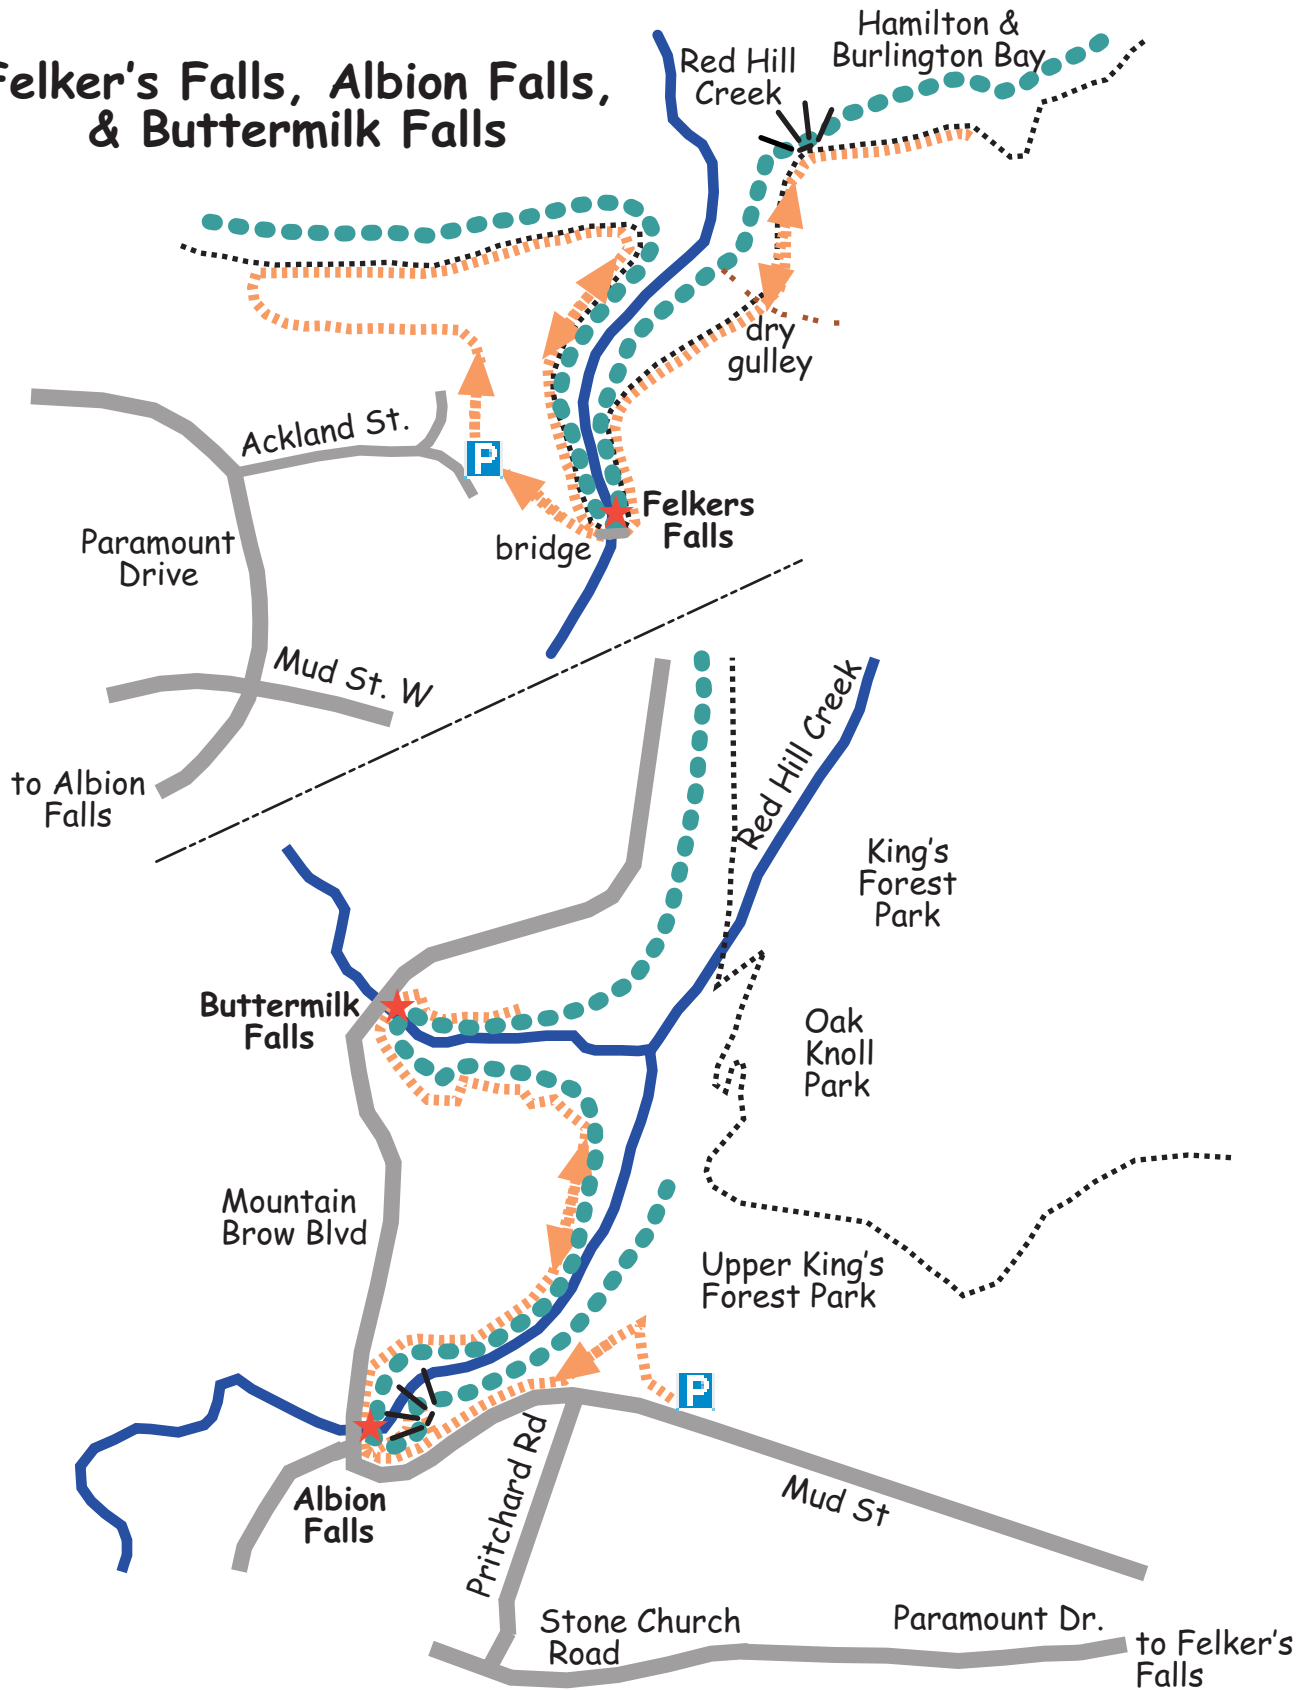 Felker's Falls, Albion Falls,
& Buttermilk Falls
Hamilton &
Burlington Bay
Red Hill
Creek
dry
gulley
Ackland St.
P
Felkers
Falls
bridge
Paramount
Drive
Mud St. W
to Albion
Falls
Red Hill Creek
King's
Forest
Park
Buttermilk
Falls
Oak
Knoll
Park
Mountain
Brow Blvd
Upper King's
Forest Park
P
Albion
Falls
Pritchard Rd
Mud St
Stone Church
Road
Paramount Dr.
to Felker's
Falls